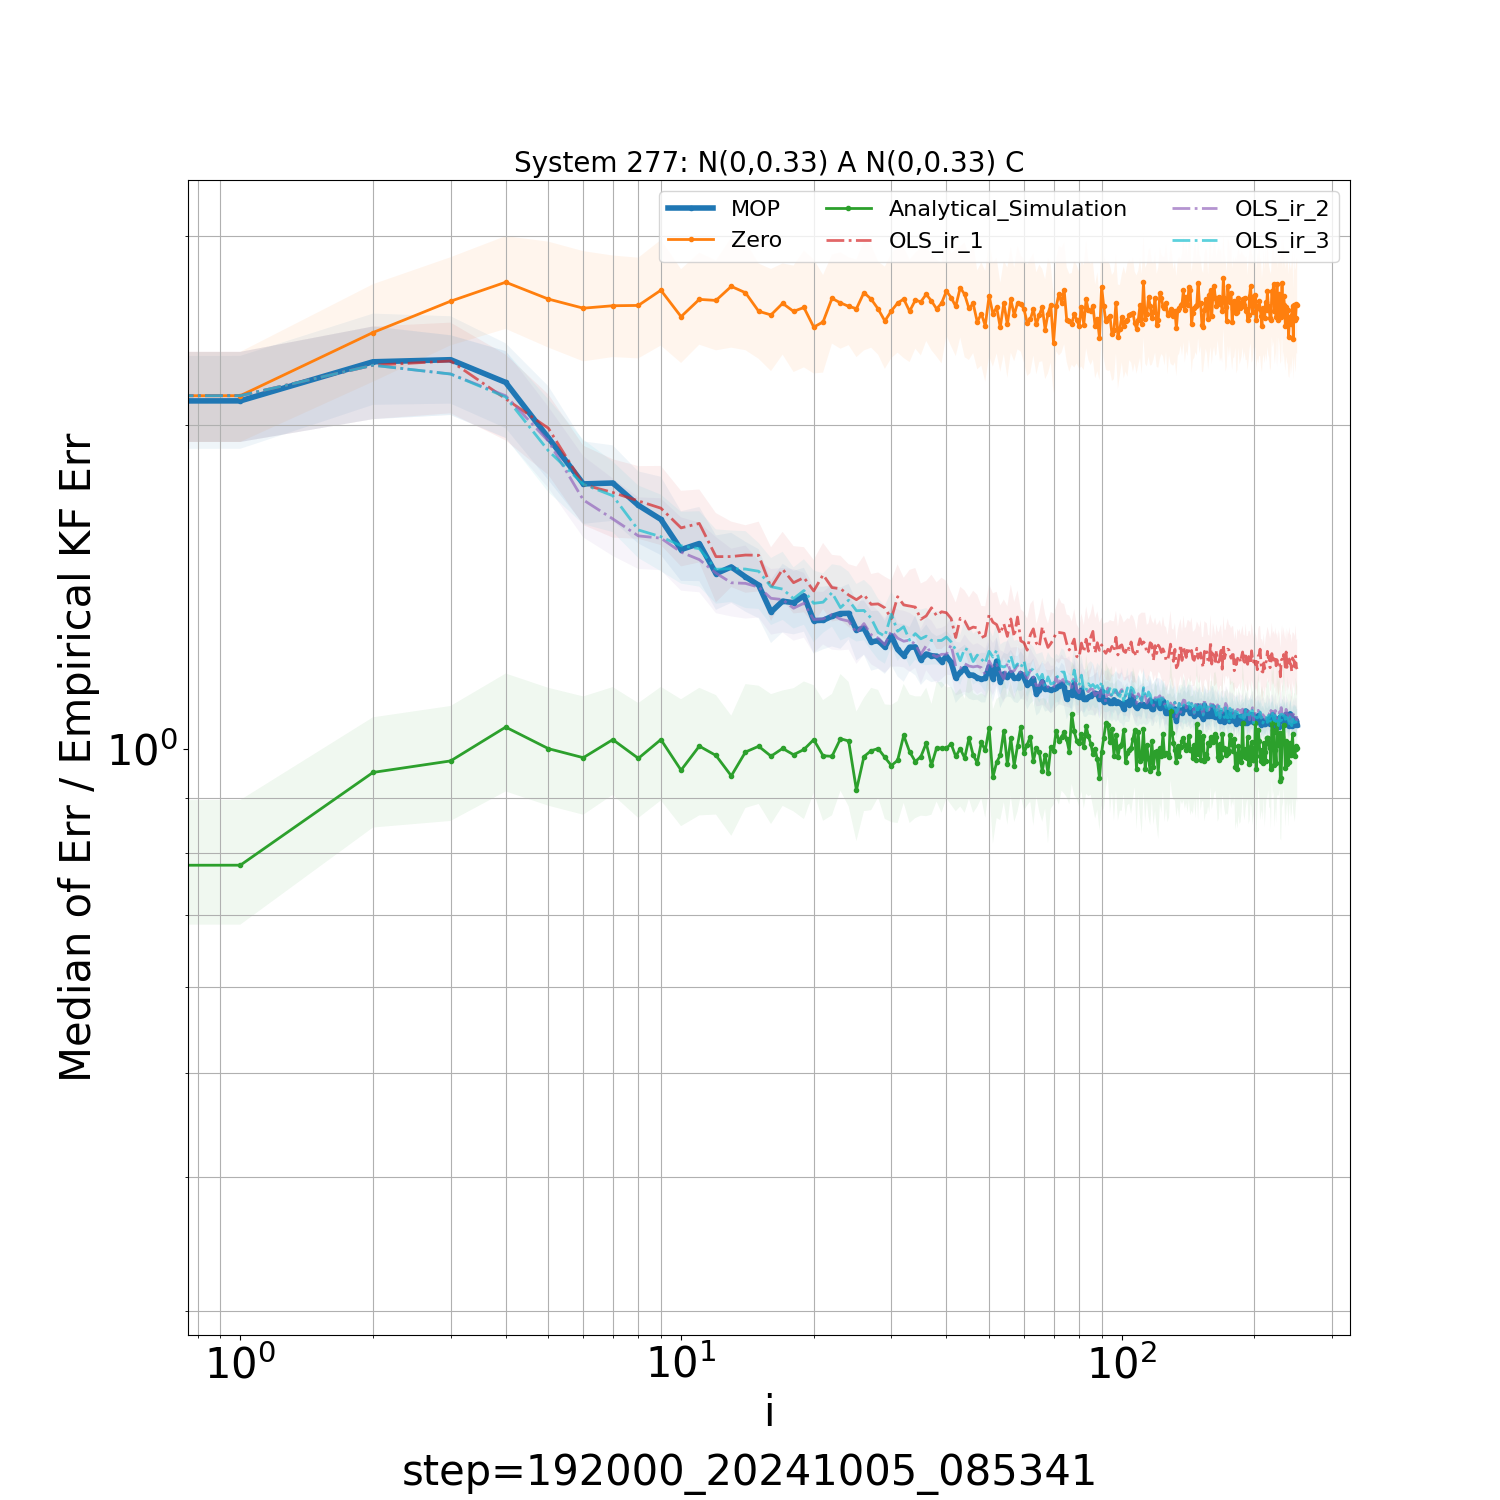 System 277: N(0,0.33) A N(0,0.33) C
MOP
Zero
Analytical_Simulation
OLS_ir_1
OLS_ir_2
OLS_ir_3
Median of Err / Empirical KF Err
10⁰
10⁰ 10¹ 10²
i
step=192000_20241005_085341